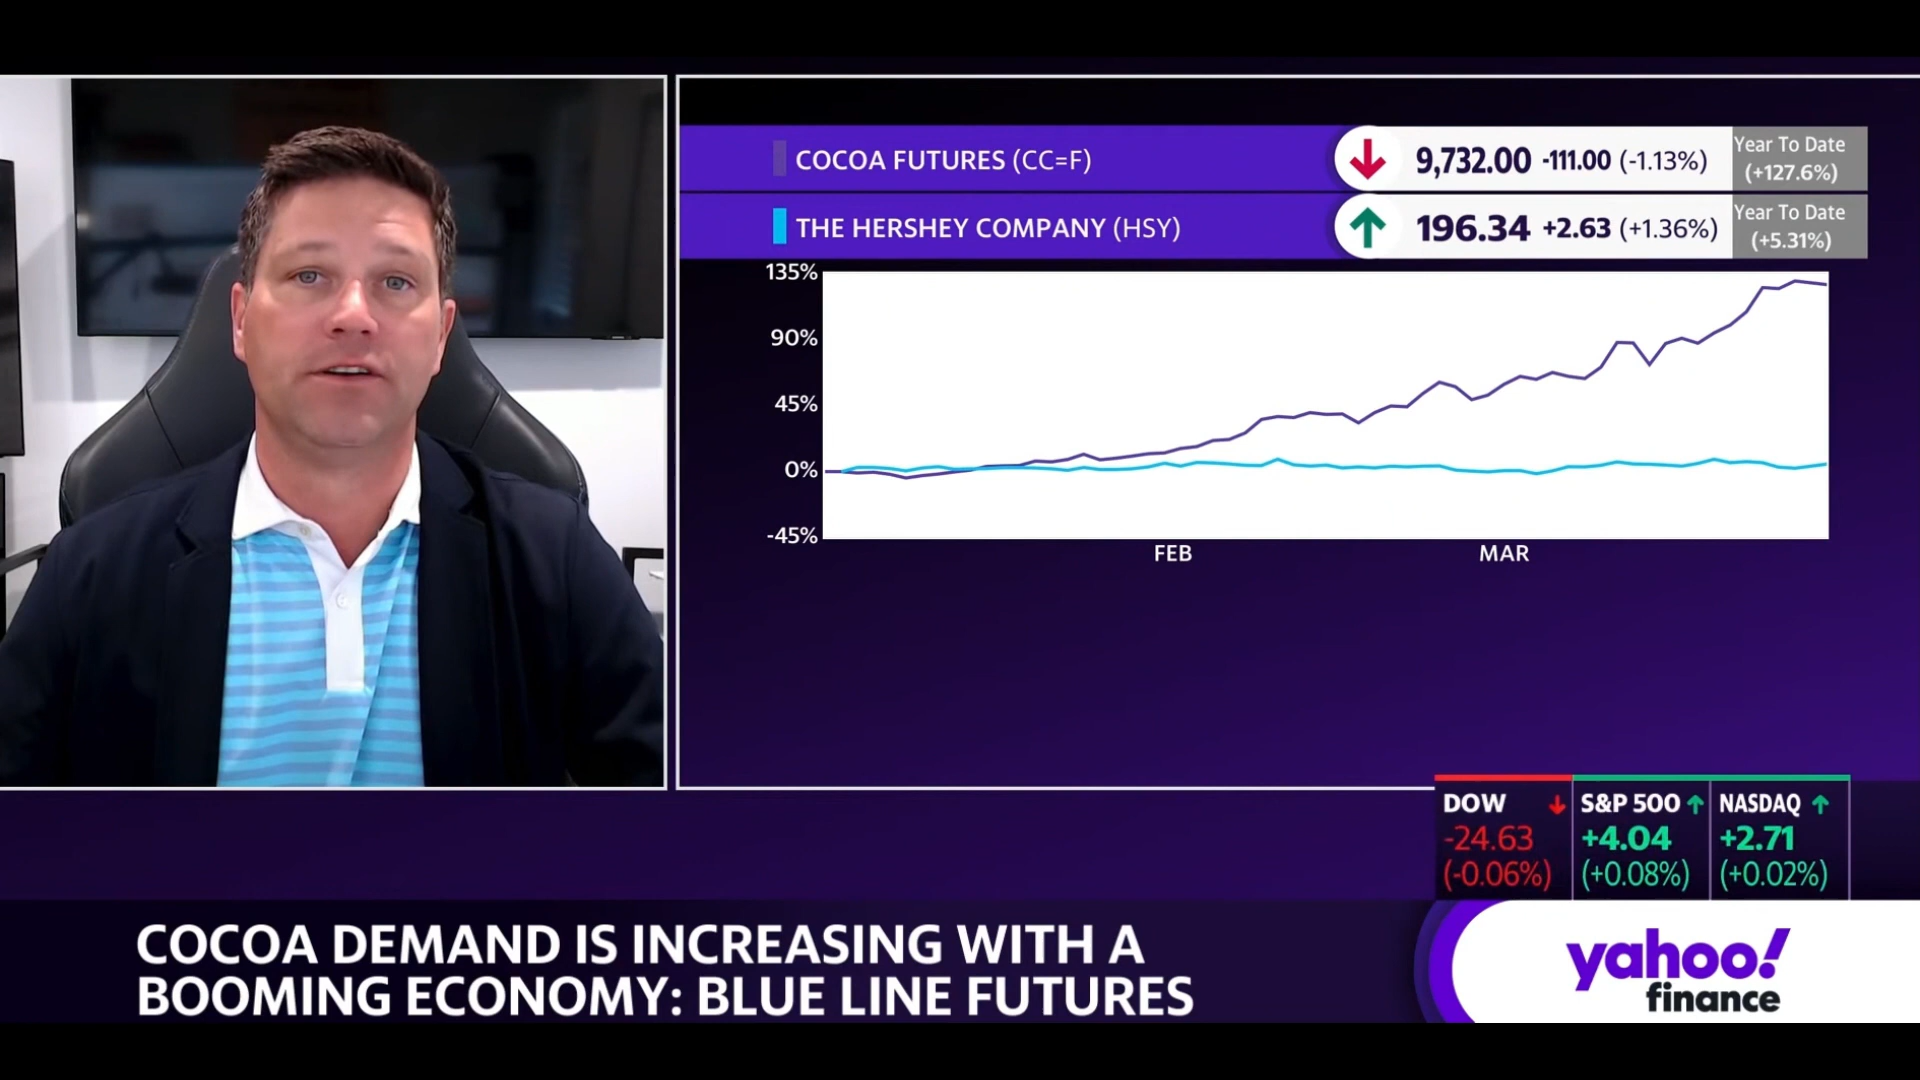 COCOA FUTURES (CC=F) 9,732.00 -111.00 (-1.13%) Year To Date (+127.6%)
THE HERSHEY COMPANY (HSY) 196.34 +2.63 (+1.36%) Year To Date (+5.31%)
135%
90%
45%
0%
-45%
FEB MAR
DOW S&P 500 NASDAQ
-24.63 +4.04 +2.71
(-0.06%) (+0.08%) (+0.02%)
COCOA DEMAND IS INCREASING WITH A
BOOMING ECONOMY: BLUE LINE FUTURES
yahoo!
finance